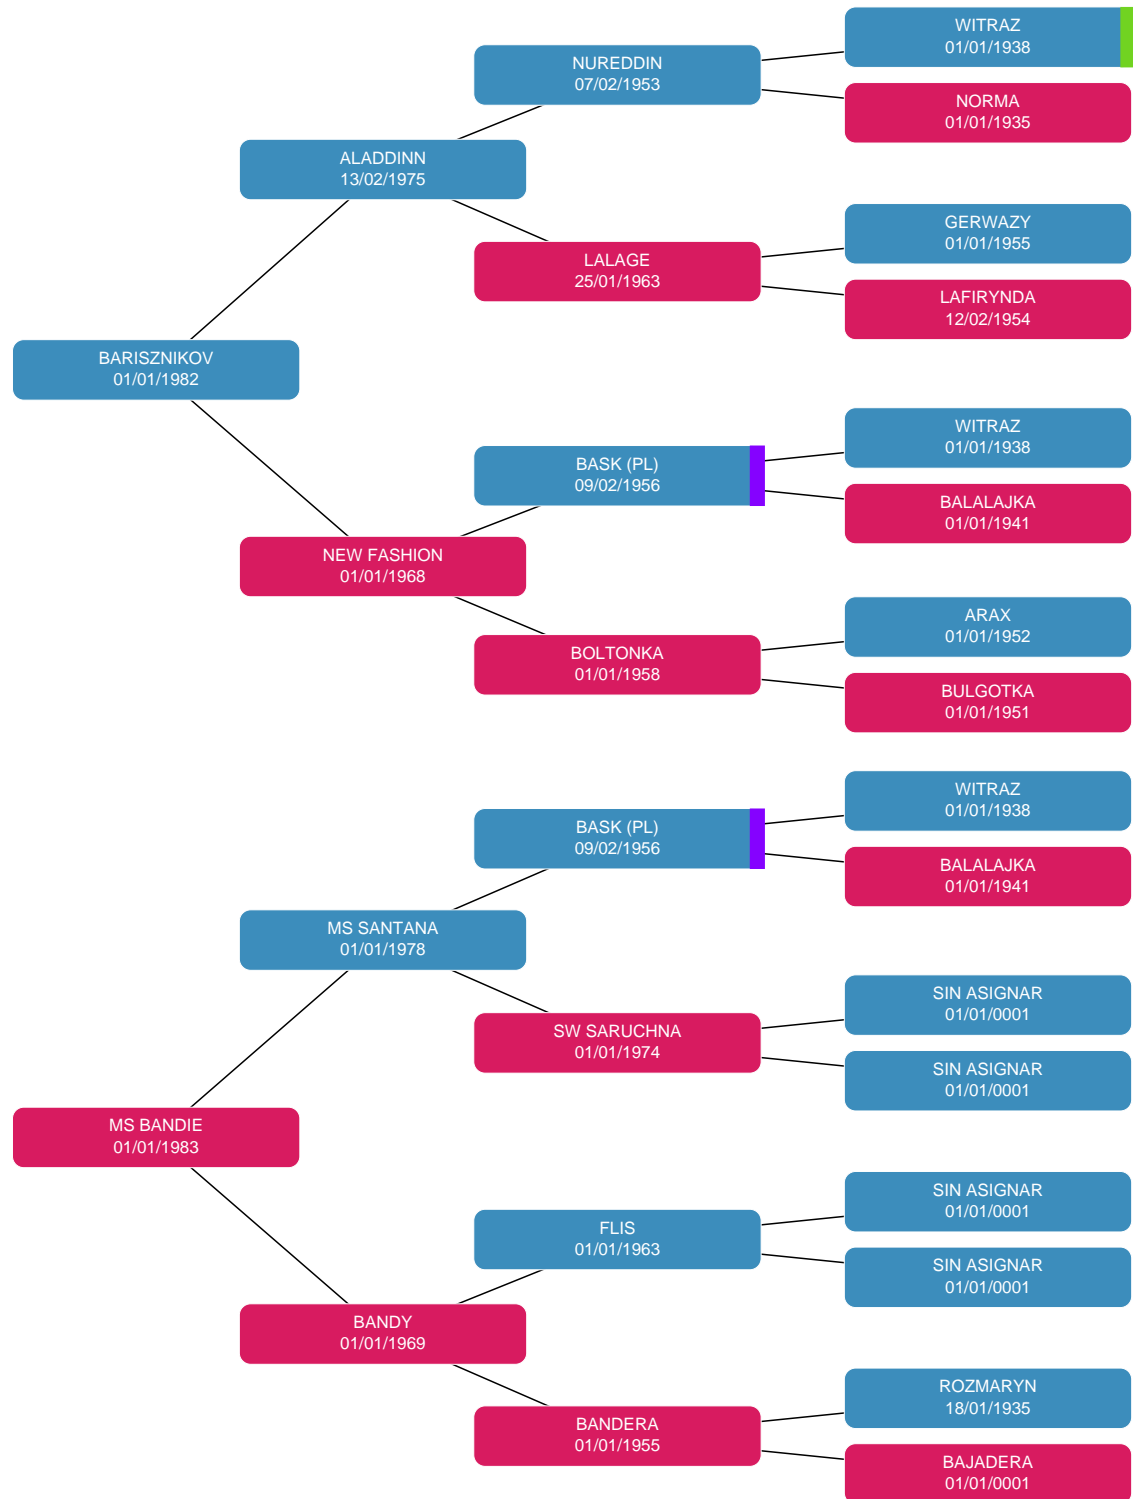 WITRAZ
01/01/1938
NUREDDIN
07/02/1953
NORMA
01/01/1935
ALADDINN
13/02/1975
GERWAZY
01/01/1955
LALAGE
25/01/1963
LAFIRYNDA
12/02/1954
BARISZNIKOV
01/01/1982
WITRAZ
01/01/1938
BASK (PL)
09/02/1956
BALALAJKA
01/01/1941
NEW FASHION
01/01/1968
ARAX
01/01/1952
BOLTONKA
01/01/1958
BULGOTKA
01/01/1951
WITRAZ
01/01/1938
BASK (PL)
09/02/1956
BALALAJKA
01/01/1941
MS SANTANA
01/01/1978
SIN ASIGNAR
01/01/0001
SW SARUCHNA
01/01/1974
SIN ASIGNAR
01/01/0001
MS BANDIE
01/01/1983
SIN ASIGNAR
01/01/0001
FLIS
01/01/1963
SIN ASIGNAR
01/01/0001
BANDY
01/01/1969
ROZMARYN
18/01/1935
BANDERA
01/01/1955
BAJADERA
01/01/0001